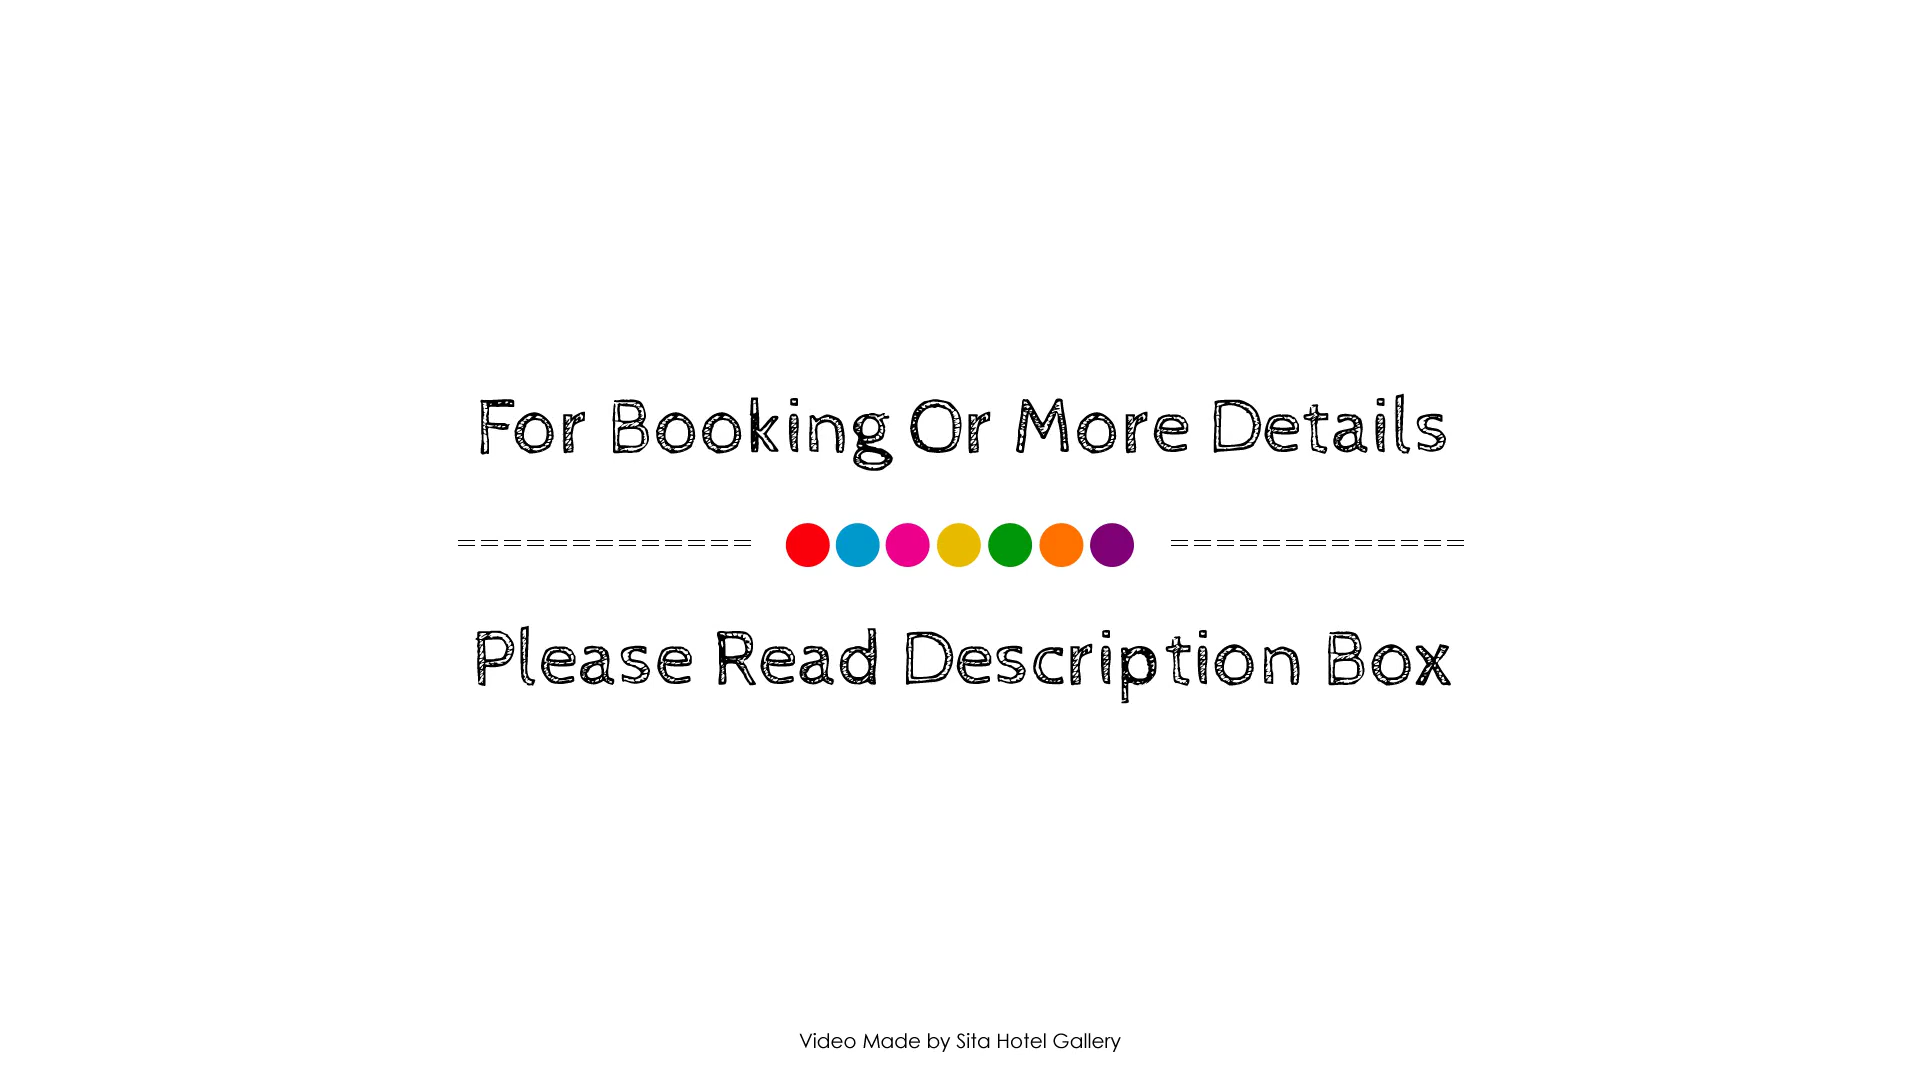 For Booking Or More Details
============= =============
Please Read Description Box
Video Made by Sita Hotel Gallery